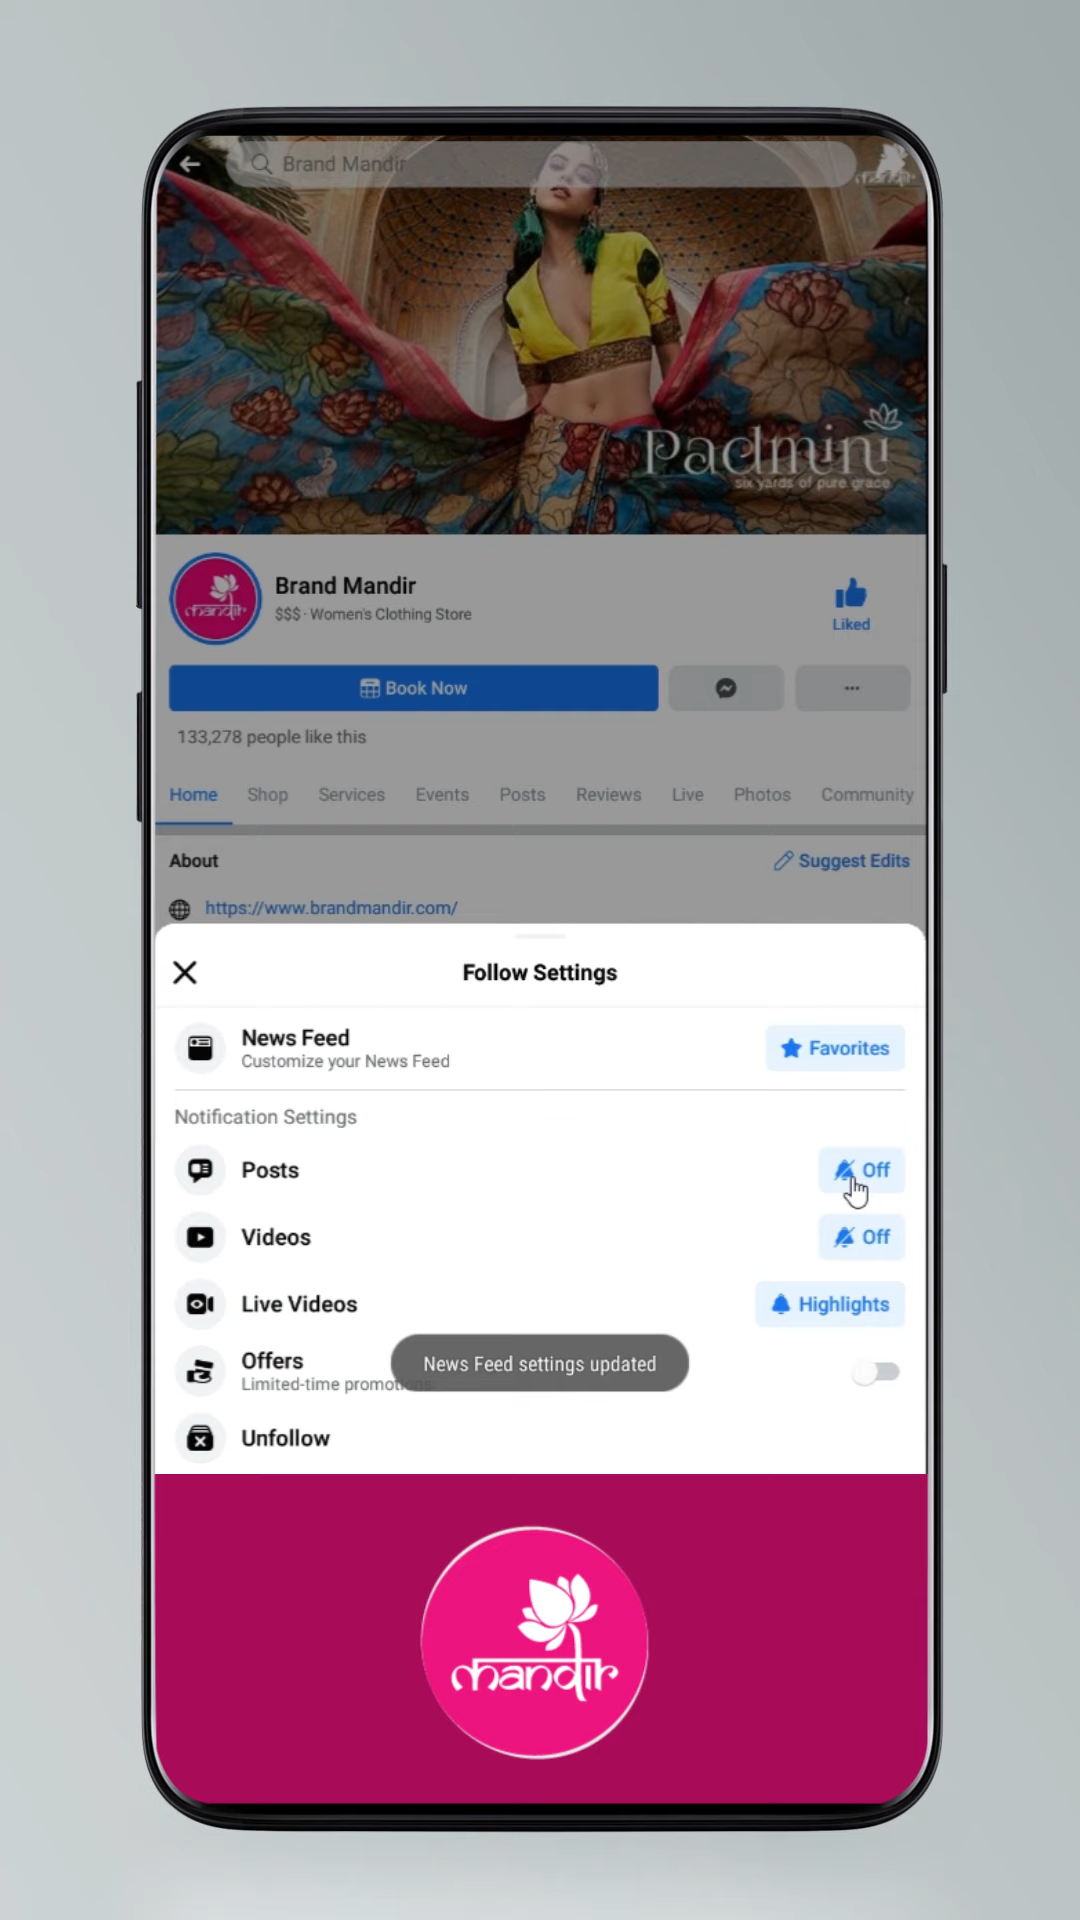 Brand Mandir
mandir
Padmini
six yards of pure grace
mandir
Brand Mandir
$$$ · Women's Clothing Store
Liked
Book Now
133,278 people like this
Home Shop Services Events Posts Reviews Live Photos Community
About
Suggest Edits
https://www.brandmandir.com/
Follow Settings
News Feed
Customize your News Feed
Favorites
Notification Settings
Posts
Off
Videos
Off
Live Videos
Highlights
Offers
Limited-time promotions.
News Feed settings updated
Unfollow
mandir